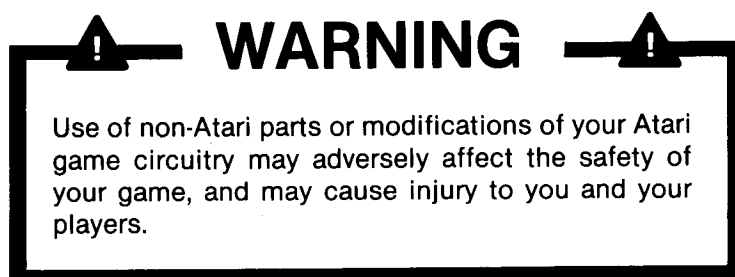 WARNING
Use of non-Atari parts or modifications of your Atari
game circuitry may adversely affect the safety of
your game, and may cause injury to you and your
players.